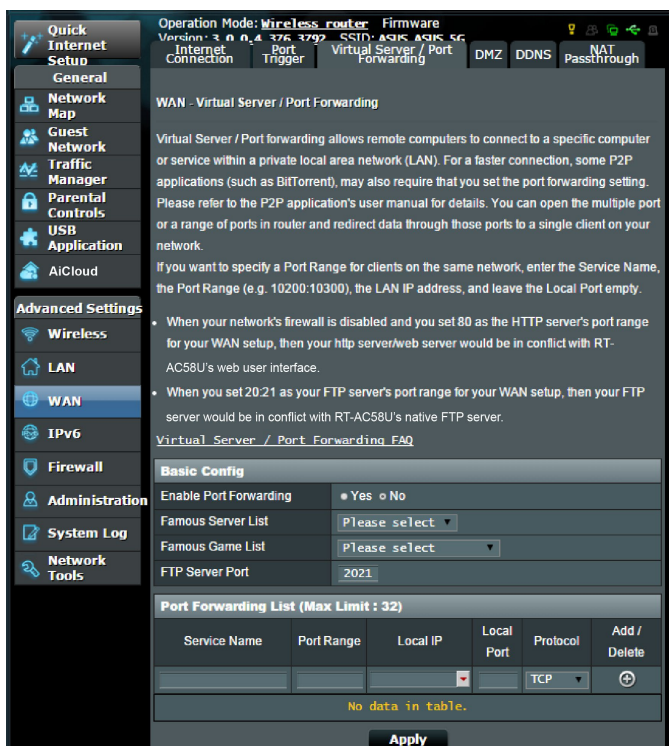 Quick
Internet
Setup
General
Network
Map
Guest
Network
Traffic
Manager
Parental
Controls
USB
Application
AiCloud
Advanced Settings
Wireless
LAN
WAN
IPv6
Firewall
Administration
System Log
Network
Tools
Operation Mode: Wireless router Firmware
Version: 3.0.0.4.376.3792 SSID: ASUS ASUS_5G
Internet
Connection
Port
Trigger
Virtual Server / Port
Forwarding
DMZ
DDNS
NAT
Passthrough
WAN - Virtual Server / Port Forwarding
Virtual Server / Port forwarding allows remote computers to connect to a specific computer
or service within a private local area network (LAN). For a faster connection, some P2P
applications (such as BitTorrent), may also require that you set the port forwarding setting.
Please refer to the P2P application's user manual for details. You can open the multiple port
or a range of ports in router and redirect data through those ports to a single client on your
network.
If you want to specify a Port Range for clients on the same network, enter the Service Name,
the Port Range (e.g. 10200:10300), the LAN IP address, and leave the Local Port empty.
• When your network's firewall is disabled and you set 80 as the HTTP server's port range
for your WAN setup, then your http server/web server would be in conflict with RT-
AC58U's web user interface.
• When you set 20:21 as your FTP server's port range for your WAN setup, then your FTP
server would be in conflict with RT-AC58U's native FTP server.
Virtual Server / Port Forwarding FAQ
Basic Config
Enable Port Forwarding Yes No
Famous Server List Please select
Famous Game List Please select
FTP Server Port 2021
Port Forwarding List (Max Limit : 32)
Service Name Port Range Local IP Local Port Protocol Add / Delete
TCP
No data in table.
Apply